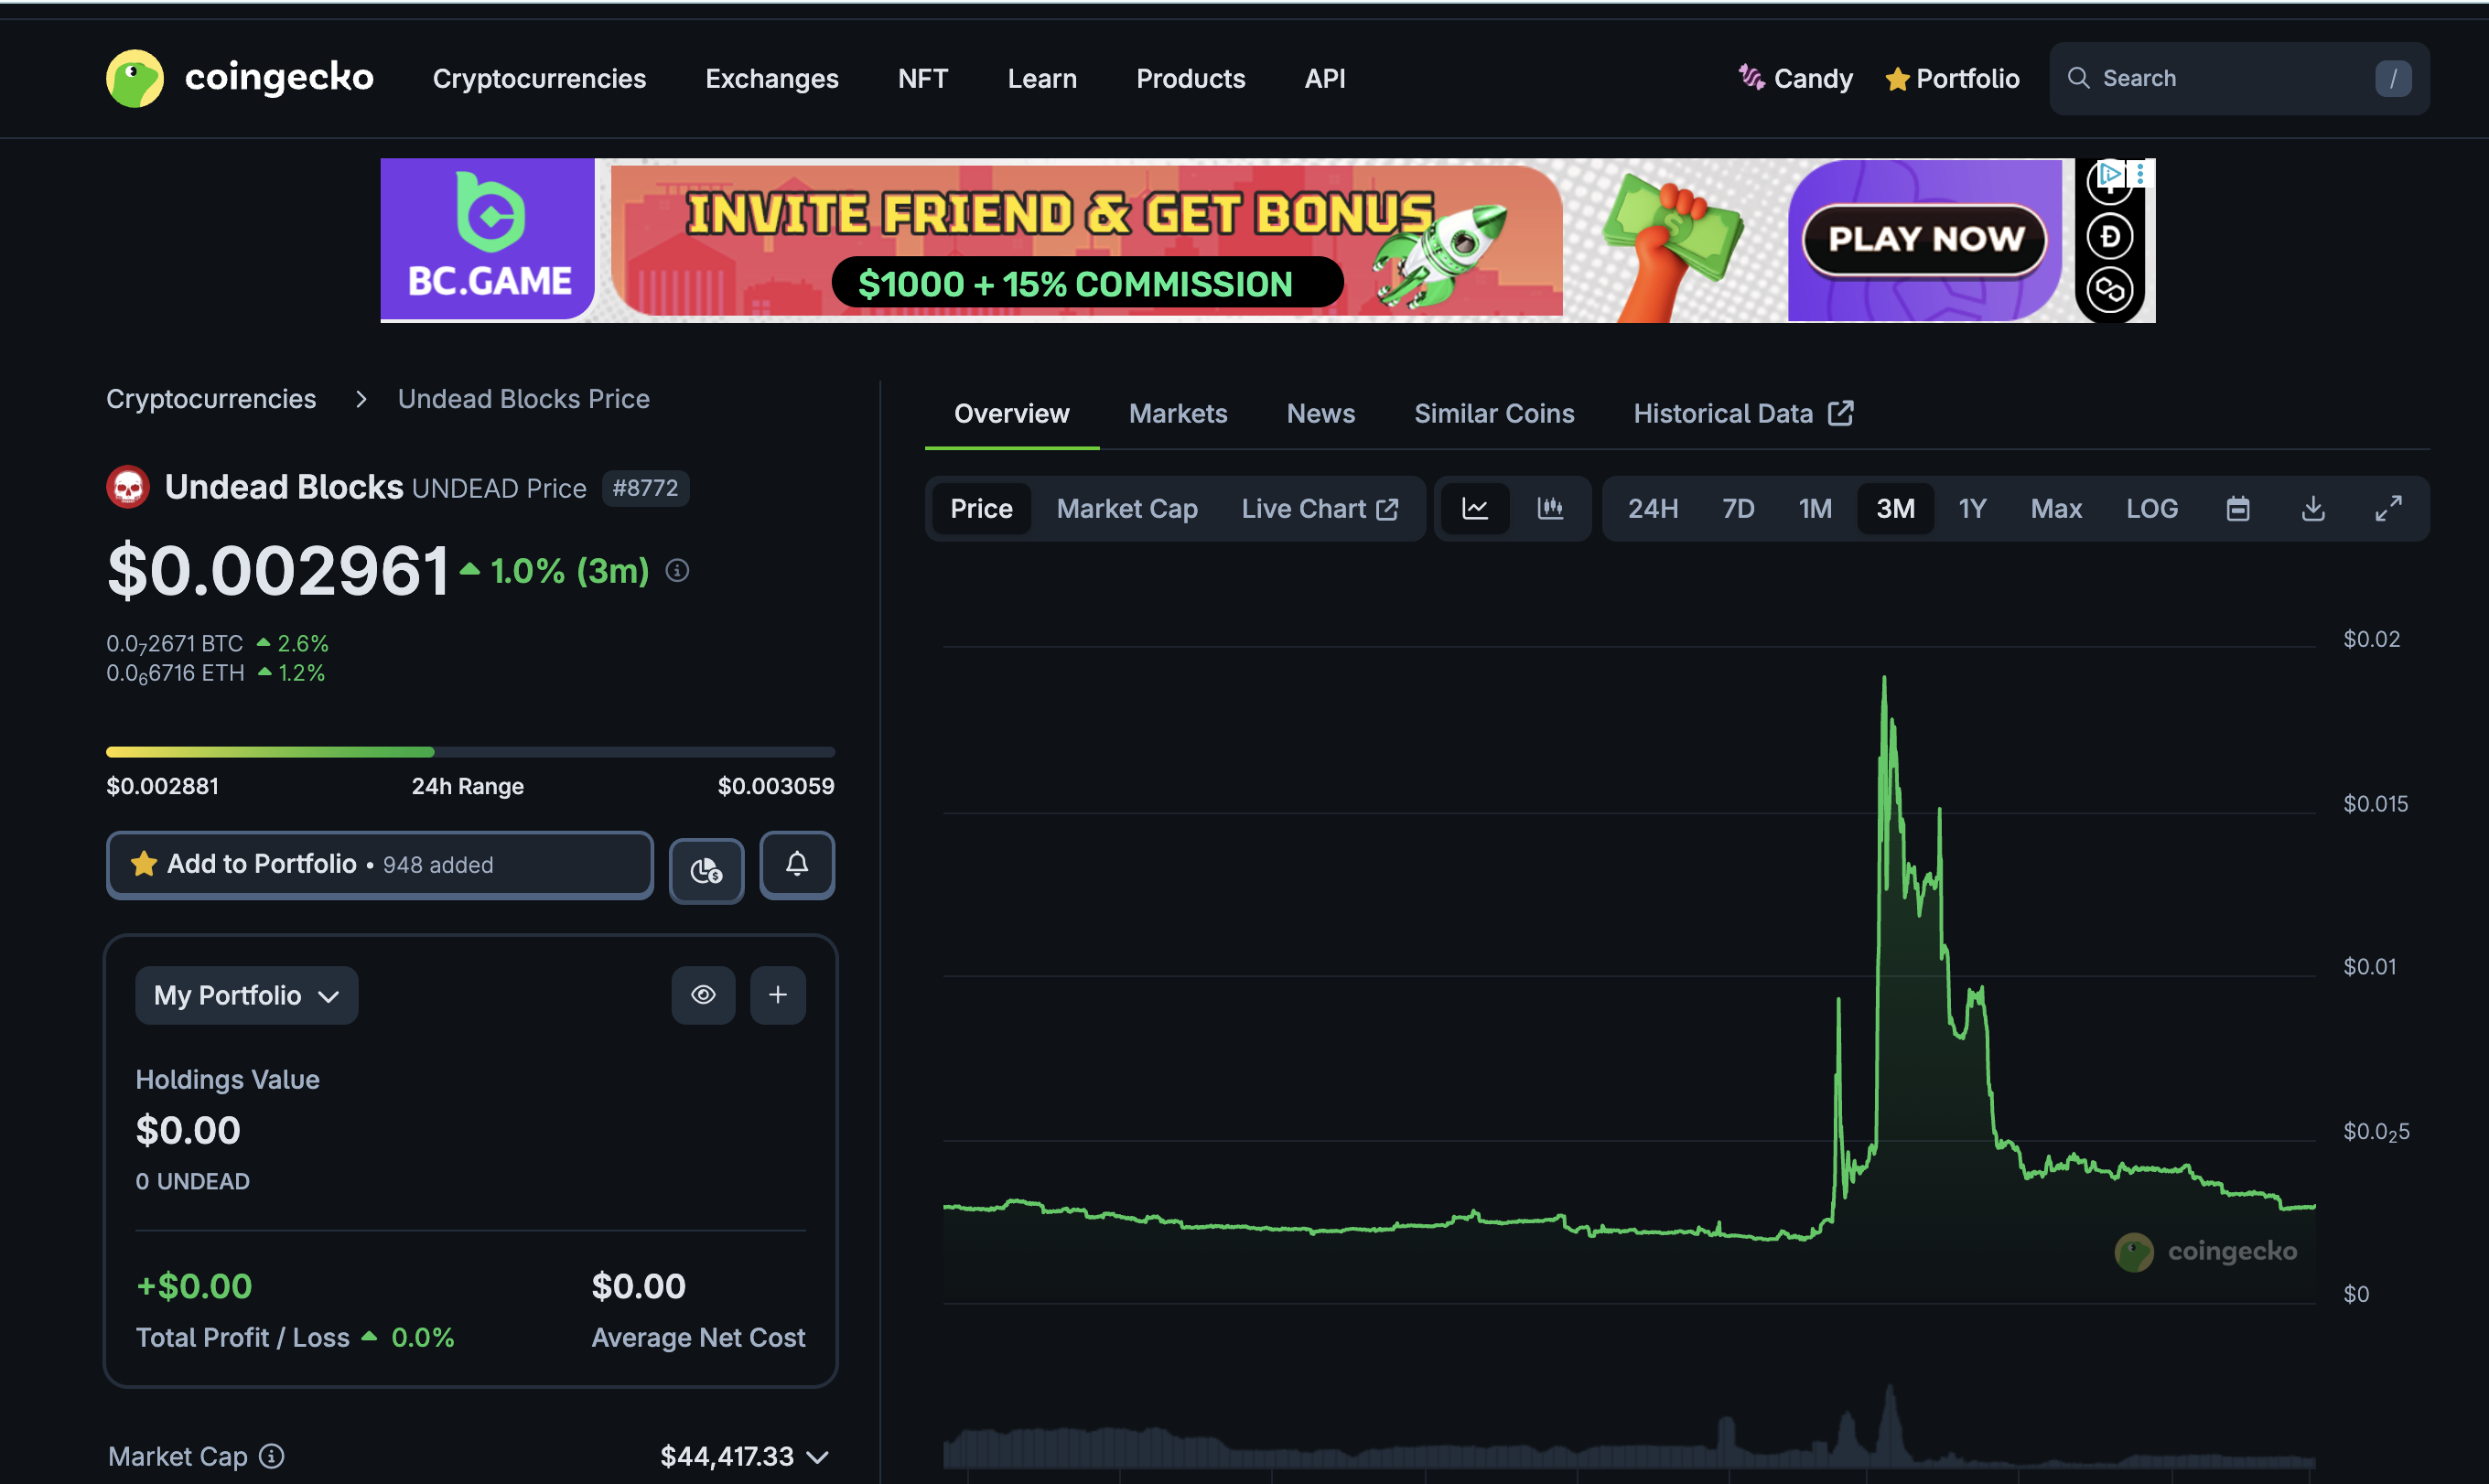 coingecko
Cryptocurrencies
Exchanges
NFT
Learn
Products
API
Candy
Portfolio
Search
/
BC.GAME
INVITE FRIEND & GET BONUS
$1000 + 15% COMMISSION
PLAY NOW
Cryptocurrencies > Undead Blocks Price
Undead Blocks UNDEAD Price #8772
$0.002961 1.0% (3m)
0.0₇2671 BTC 2.6%
0.0₆6716 ETH 1.2%
$0.002881 24h Range $0.003059
Add to Portfolio • 948 added
My Portfolio
+
Holdings Value
$0.00
0 UNDEAD
+$0.00 $0.00
Total Profit / Loss 0.0% Average Net Cost
Market Cap $44,417.33
Overview Markets News Similar Coins Historical Data
Price Market Cap Live Chart 24H 7D 1M 3M 1Y Max LOG
$0.02
$0.015
$0.01
$0.0₂5
$0
coingecko